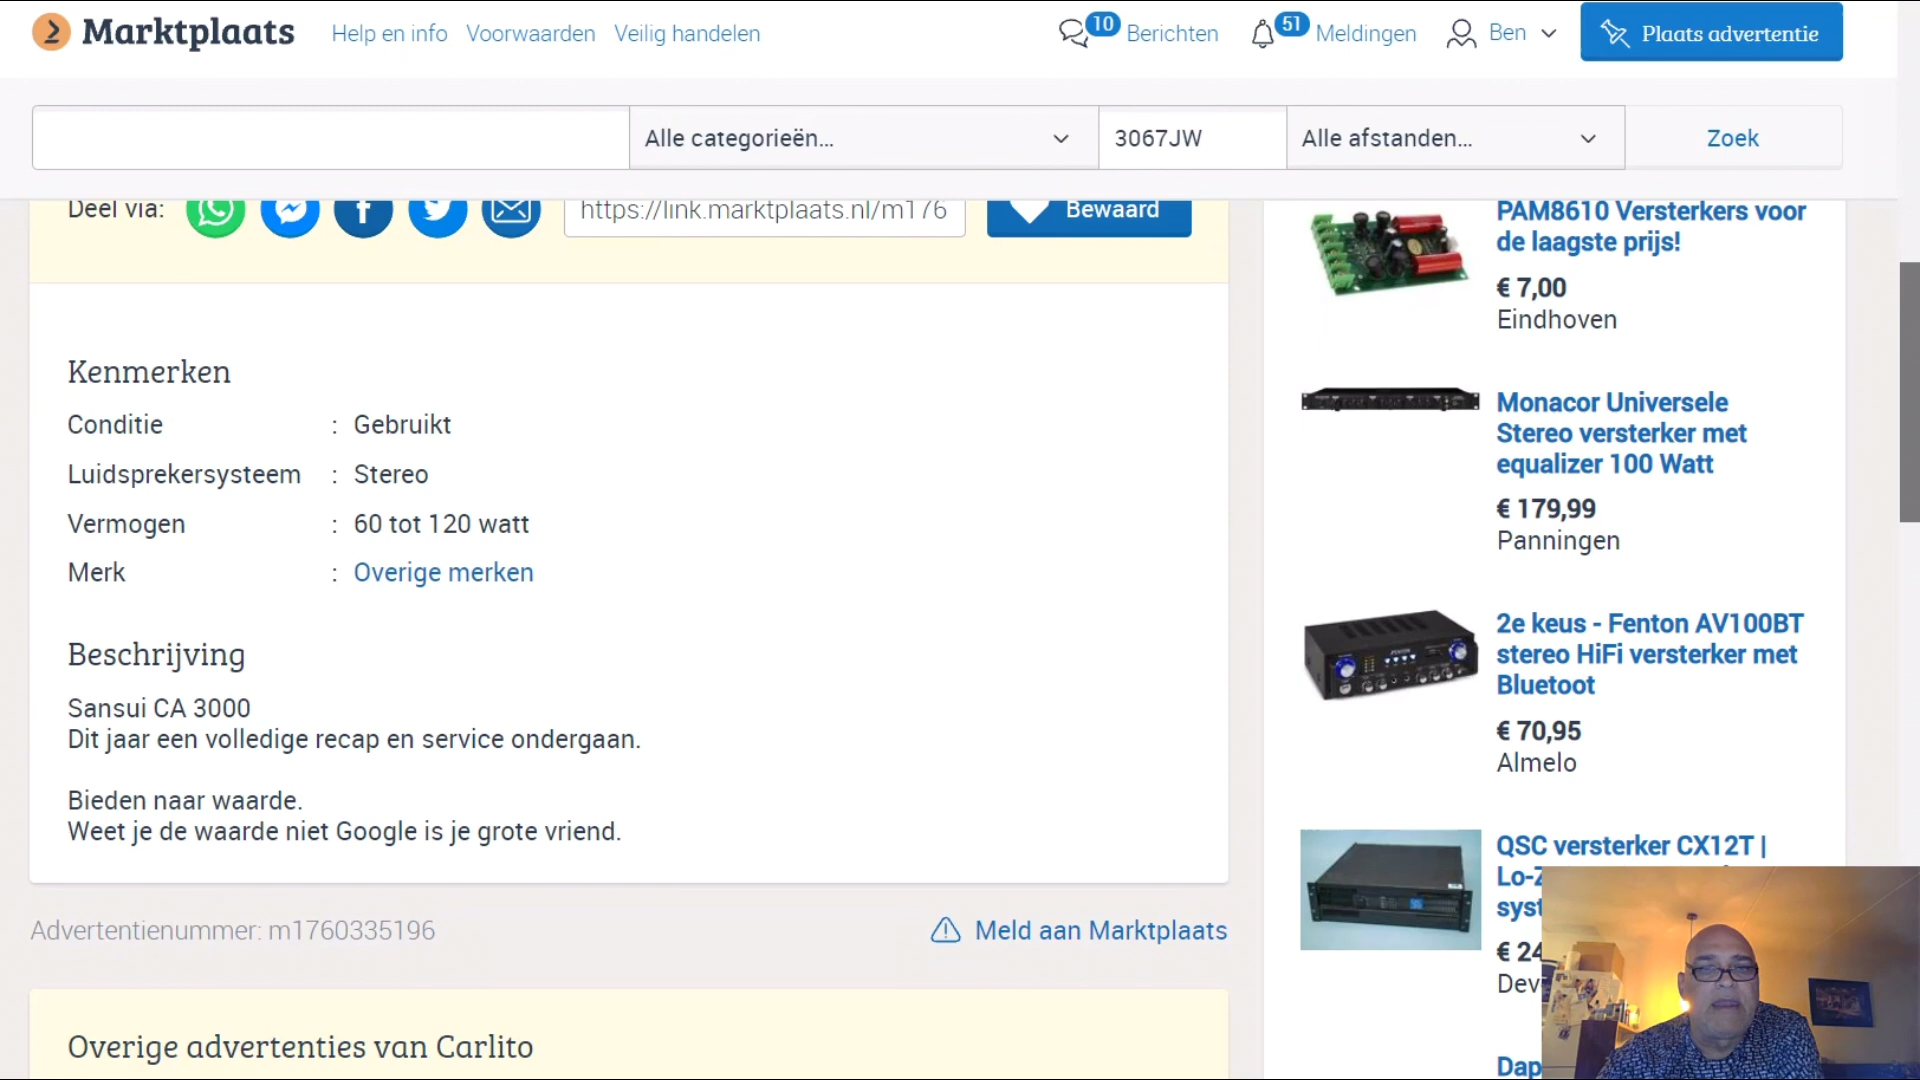 Marktplaats
Help en info Voorwaarden Veilig handelen
10 Berichten 51 Meldingen Ben Plaats advertentie
Alle categorieën... 3067JW Alle afstanden... Zoek
Deel via: https://link.marktplaats.nl/m176 Bewaard
Kenmerken
Conditie : Gebruikt
Luidsprekersysteem : Stereo
Vermogen : 60 tot 120 watt
Merk : Overige merken
Beschrijving
Sansui CA 3000
Dit jaar een volledige recap en service ondergaan.
Bieden naar waarde.
Weet je de waarde niet Google is je grote vriend.
Advertentienummer: m1760335196
Meld aan Marktplaats
Overige advertenties van Carlito
PAM8610 Versterkers voor
de laagste prijs!
€ 7,00
Eindhoven
Monacor Universele
Stereo versterker met
equalizer 100 Watt
€ 179,99
Panningen
2e keus - Fenton AV100BT
stereo HiFi versterker met
Bluetoot
€ 70,95
Almelo
QSC versterker CX12T |
Lo-Z
syst
€ 24
Dev
Dap